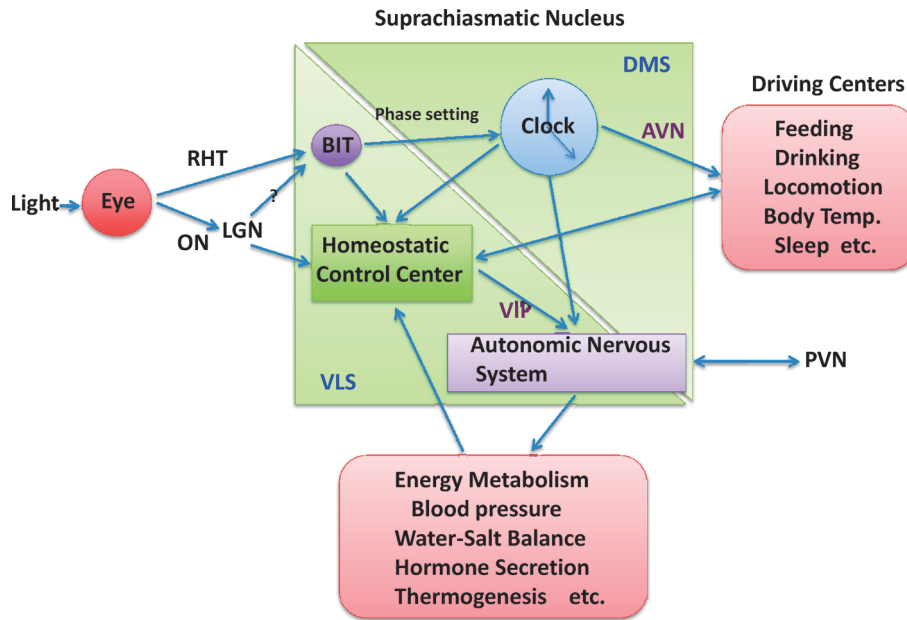 Suprachiasmatic Nucleus
DMS
Driving Centers
Phase setting
Clock
AVN
BIT
RHT
Feeding
Drinking
Locomotion
Body Temp.
Sleep etc.
Light
Eye
?
ON
LGN
Homeostatic
Control Center
VIP
Autonomic Nervous
System
PVN
VLS
Energy Metabolism
Blood pressure
Water-Salt Balance
Hormone Secretion
Thermogenesis etc.